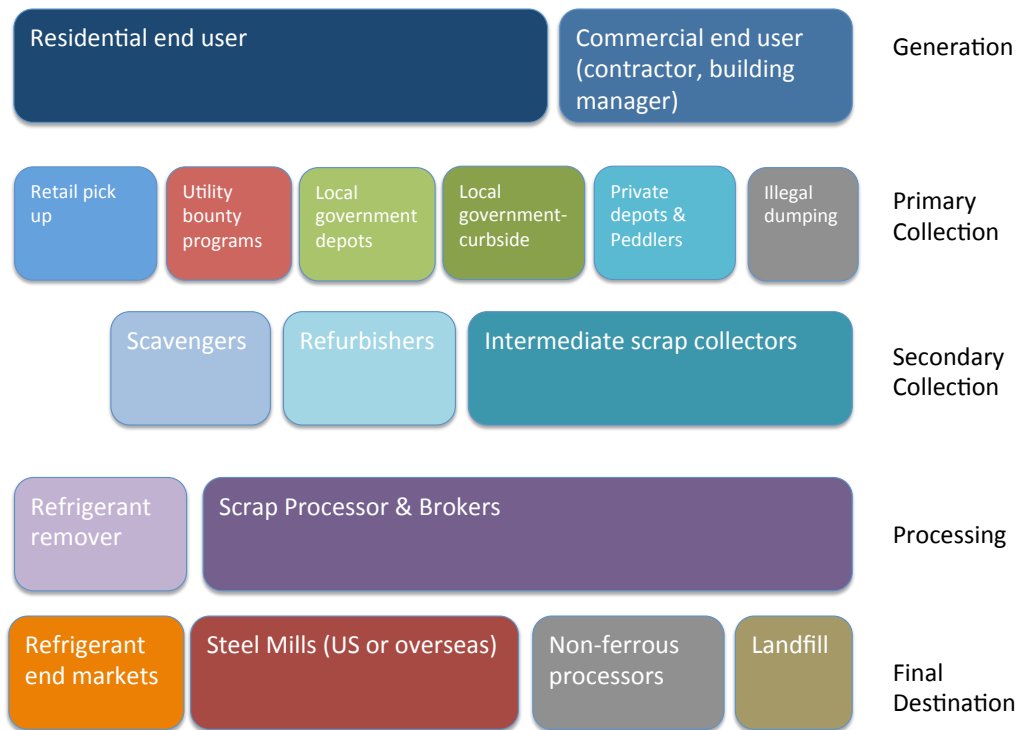 Residential end user
Commercial end user
(contractor, building
manager)
Generation
Retail pick
up
Utility
bounty
programs
Local
government
depots
Local
government-
curbside
Private
depots &
Peddlers
Illegal
dumping
Primary
Collection
Scavengers
Refurbishers
Intermediate scrap collectors
Secondary
Collection
Refrigerant
remover
Scrap Processor & Brokers
Processing
Refrigerant
end markets
Steel Mills (US or overseas)
Non-ferrous
processors
Landfill
Final
Destination